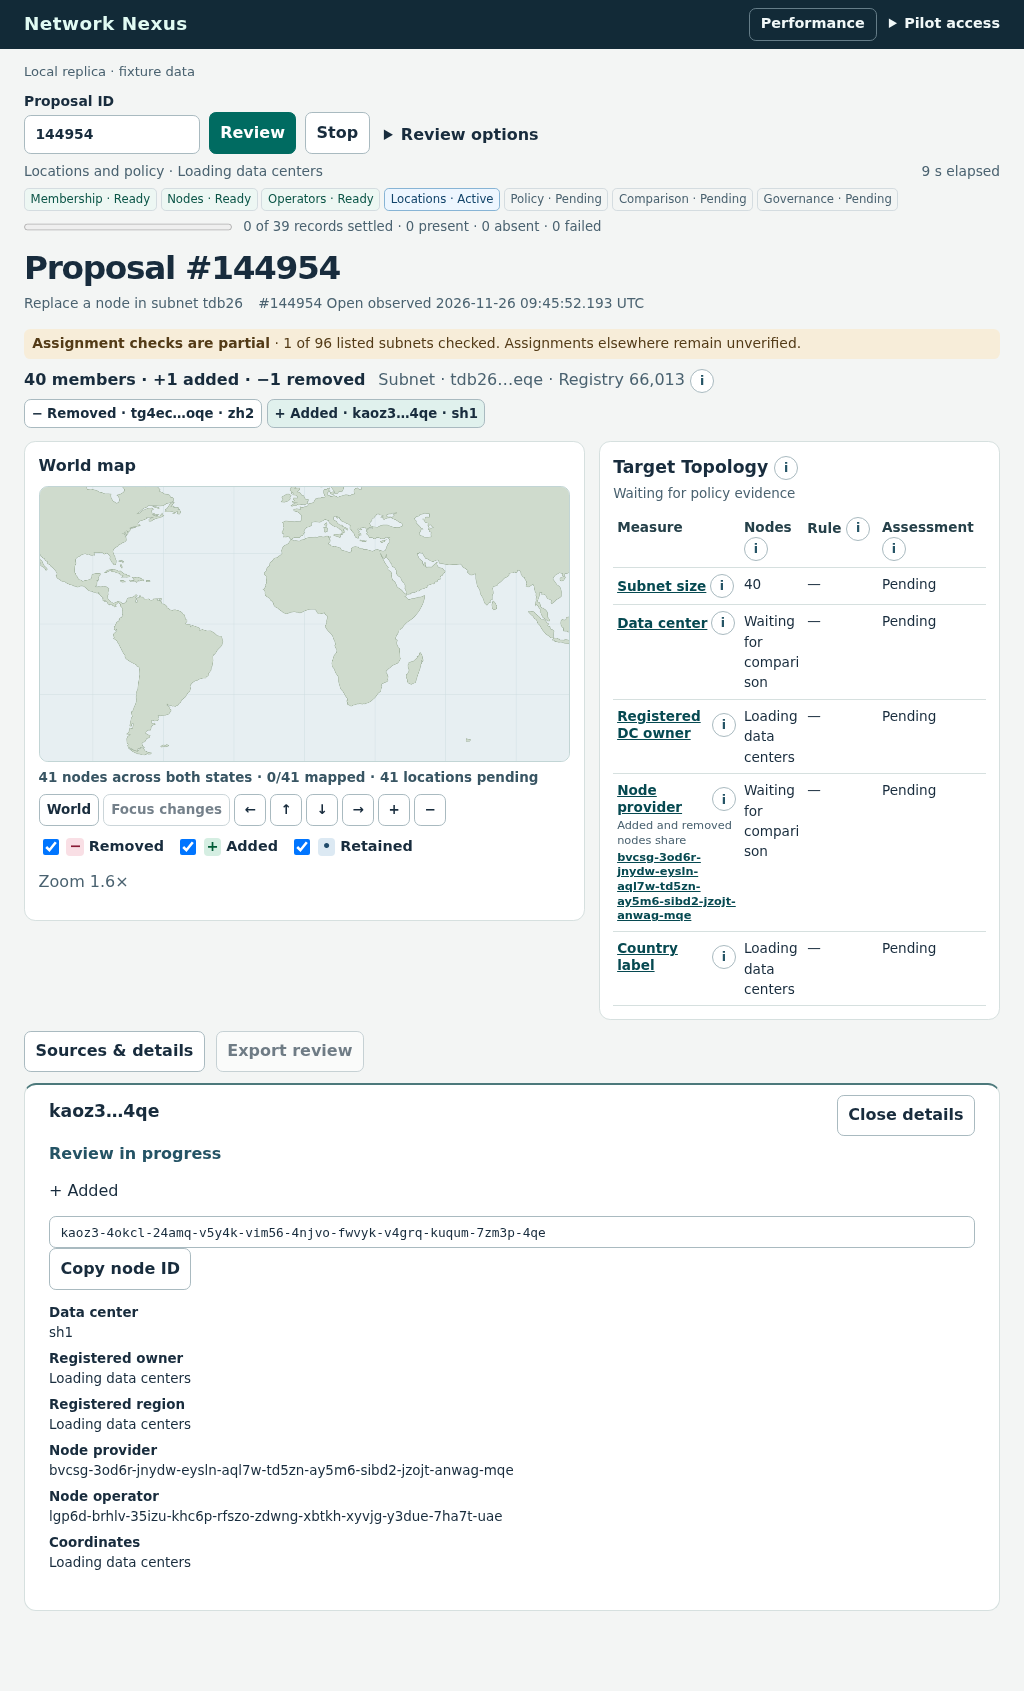 Network Nexus
Performance
▶ Pilot access
Local replica · fixture data
Proposal ID
144954
Review
Stop
▶ Review options
Locations and policy · Loading data centers
9 s elapsed
Membership · Ready
Nodes · Ready
Operators · Ready
Locations · Active
Policy · Pending
Comparison · Pending
Governance · Pending
0 of 39 records settled · 0 present · 0 absent · 0 failed
Proposal #144954
Replace a node in subnet tdb26 #144954 Open observed 2026-11-26 09:45:52.193 UTC
Assignment checks are partial · 1 of 96 listed subnets checked. Assignments elsewhere remain unverified.
40 members · +1 added · −1 removed Subnet · tdb26…eqe · Registry 66,013 i
− Removed · tg4ec…oqe · zh2
+ Added · kaoz3…4qe · sh1
World map
41 nodes across both states · 0/41 mapped · 41 locations pending
World
Focus changes
←
↑
↓
→
+
−
− Removed
+ Added
• Retained
Zoom 1.6×
Target Topology i
Waiting for policy evidence
Measure
Nodes
i
Rule i
Assessment
i
Subnet size i
40
—
Pending
Data center i
Waiting
for
compari
son
—
Pending
Registered
DC owner
i
Loading
data
centers
—
Pending
Node
provider
i
Added and removed
nodes share
bvcsg-3od6r-
jnydw-eysln-
aql7w-td5zn-
ay5m6-sibd2-jzojt-
anwag-mqe
Waiting
for
compari
son
—
Pending
Country
label
i
Loading
data
centers
—
Pending
Sources & details
Export review
kaoz3…4qe
Close details
Review in progress
+ Added
kaoz3-4okcl-24amq-v5y4k-vim56-4njvo-fwvyk-v4grq-kuqum-7zm3p-4qe
Copy node ID
Data center
sh1
Registered owner
Loading data centers
Registered region
Loading data centers
Node provider
bvcsg-3od6r-jnydw-eysln-aql7w-td5zn-ay5m6-sibd2-jzojt-anwag-mqe
Node operator
lgp6d-brhlv-35izu-khc6p-rfszo-zdwng-xbtkh-xyvjg-y3due-7ha7t-uae
Coordinates
Loading data centers